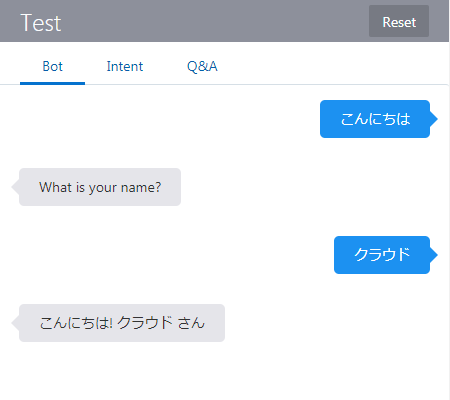 Test
Reset
Bot Intent Q&A
こんにちは
What is your name?
クラウド
こんにちは! クラウド さん